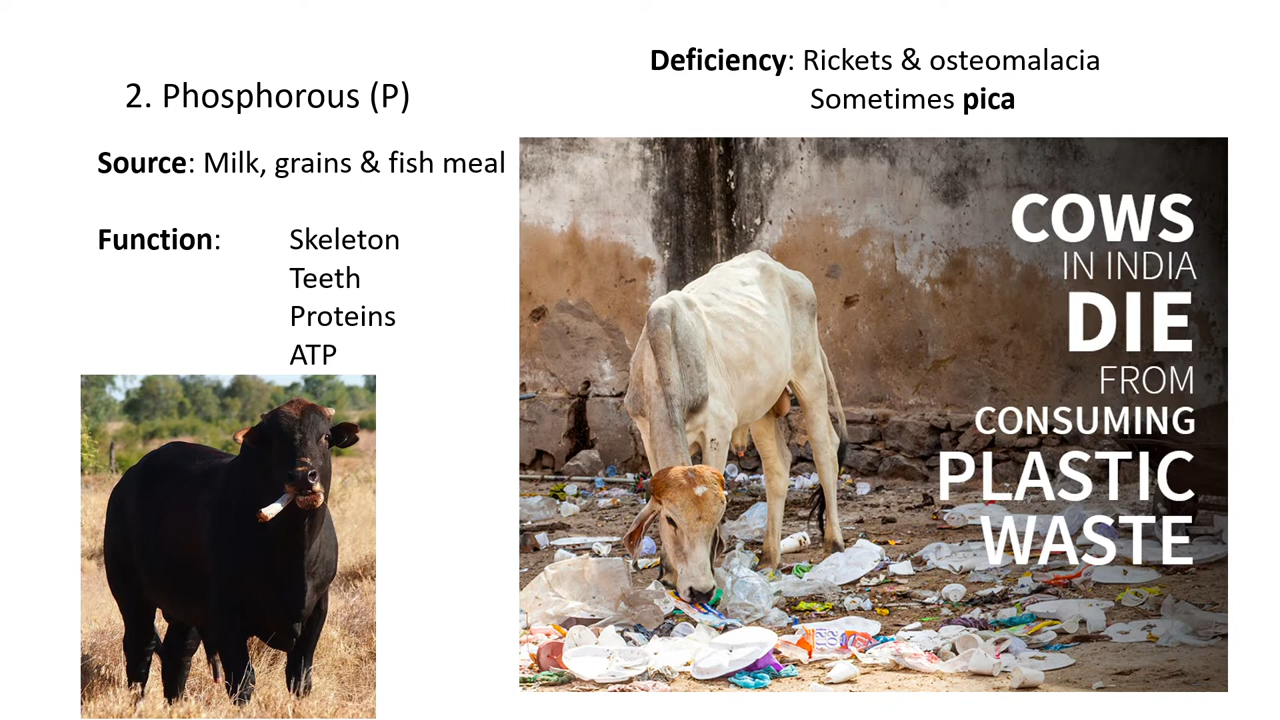 2. Phosphorous (P)
Source: Milk, grains & fish meal
Function: Skeleton
Teeth
Proteins
ATP
Deficiency: Rickets & osteomalacia
Sometimes pica
COWS
IN INDIA
DIE
FROM
CONSUMING
PLASTIC
WASTE